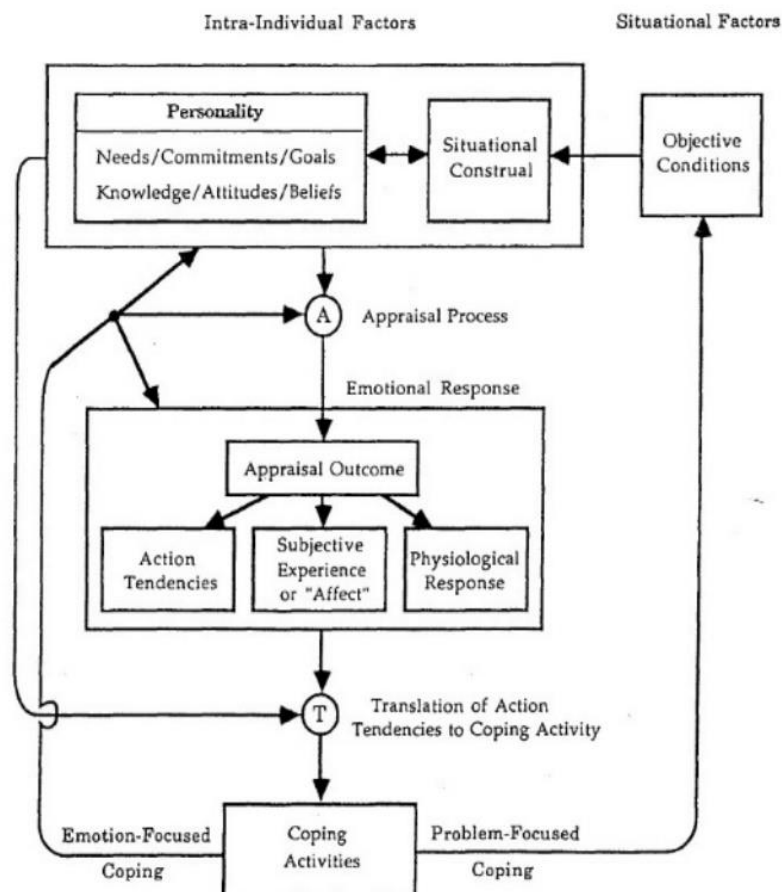 Intra-Individual Factors
Situational Factors
Personality
Needs/Commitments/Goals
Knowledge/Attitudes/Beliefs
Situational
Construal
Objective
Conditions
A
Appraisal Process
Emotional Response
Appraisal Outcome
Action
Tendencies
Subjective
Experience
or "Affect"
Physiological
Response
T
Translation of Action
Tendencies to Coping Activity
Emotion-Focused
Coping
Coping
Activities
Problem-Focused
Coping